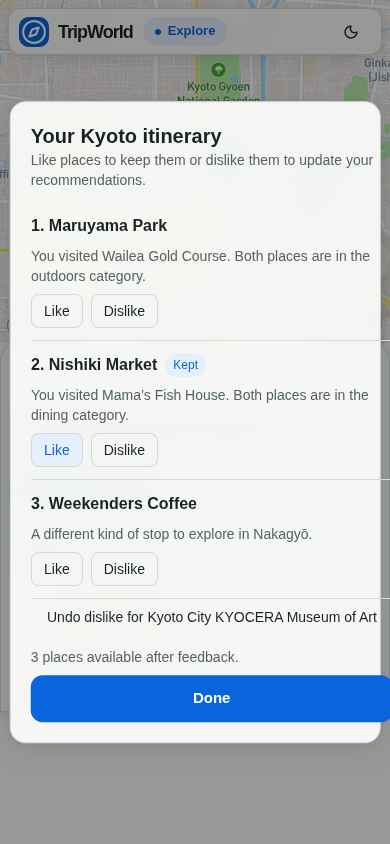 TripWorld
Explore
Kyoto Gyoen
National Garden
Your Kyoto itinerary
Like places to keep them or dislike them to update your
recommendations.
1. Maruyama Park
You visited Wailea Gold Course. Both places are in the
outdoors category.
Like
Dislike
2. Nishiki Market
Kept
You visited Mama's Fish House. Both places are in the
dining category.
Like
Dislike
3. Weekenders Coffee
A different kind of stop to explore in Nakagyō.
Like
Dislike
Undo dislike for Kyoto City KYOCERA Museum of Art
3 places available after feedback.
Done